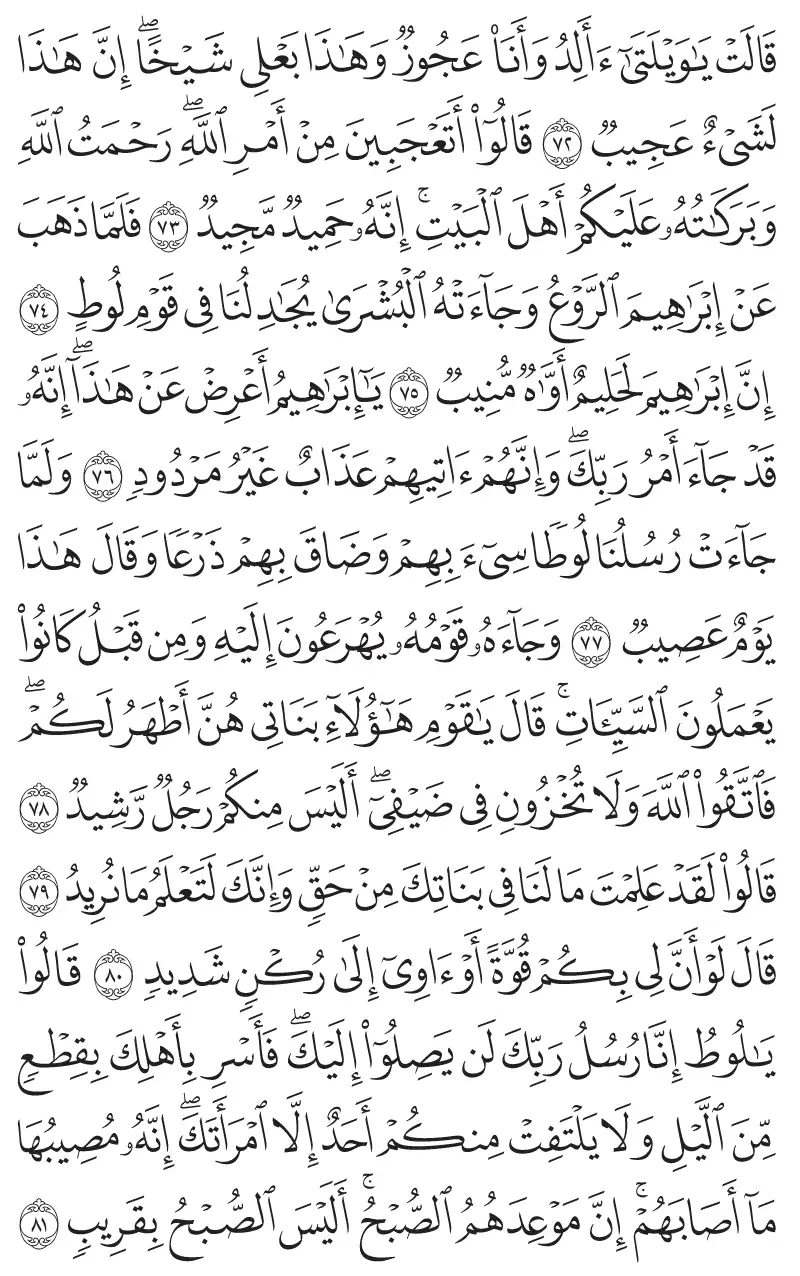 قَالَتْ يَٰوَيْلَتَىٰٓ ءَأَلِدُ وَأَنَا۠ عَجُوزٌ وَهَٰذَا بَعْلِى شَيْخًا ۖ إِنَّ هَٰذَا
لَشَىْءٌ عَجِيبٌ ٧٢ قَالُوٓا۟ أَتَعْجَبِينَ مِنْ أَمْرِ ٱللَّهِ ۖ رَحْمَتُ ٱللَّهِ
وَبَرَكَٰتُهُۥ عَلَيْكُمْ أَهْلَ ٱلْبَيْتِ ۚ إِنَّهُۥ حَمِيدٌ مَّجِيدٌ ٧٣ فَلَمَّا ذَهَبَ
عَنْ إِبْرَٰهِيمَ ٱلرَّوْعُ وَجَآءَتْهُ ٱلْبُشْرَىٰ يُجَٰدِلُنَا فِى قَوْمِ لُوطٍ ٧٤
إِنَّ إِبْرَٰهِيمَ لَحَلِيمٌ أَوَّٰهٌ مُّنِيبٌ ٧٥ يَٰٓإِبْرَٰهِيمُ أَعْرِضْ عَنْ هَٰذَآ ۖ إِنَّهُۥ
قَدْ جَآءَ أَمْرُ رَبِّكَ ۖ وَإِنَّهُمْ ءَاتِيهِمْ عَذَابٌ غَيْرُ مَرْدُودٍ ٧٦ وَلَمَّا
جَآءَتْ رُسُلُنَا لُوطًا سِىٓءَ بِهِمْ وَضَاقَ بِهِمْ ذَرْعًا وَقَالَ هَٰذَا
يَوْمٌ عَصِيبٌ ٧٧ وَجَآءَهُۥ قَوْمُهُۥ يُهْرَعُونَ إِلَيْهِ وَمِن قَبْلُ كَانُوا۟
يَعْمَلُونَ ٱلسَّيِّـَٔاتِ ۚ قَالَ يَٰقَوْمِ هَٰٓؤُلَآءِ بَنَاتِى هُنَّ أَطْهَرُ لَكُمْ ۖ
فَٱتَّقُوا۟ ٱللَّهَ وَلَا تُخْزُونِ فِى ضَيْفِىٓ ۖ أَلَيْسَ مِنكُمْ رَجُلٌ رَّشِيدٌ ٧٨
قَالُوا۟ لَقَدْ عَلِمْتَ مَا لَنَا فِى بَنَاتِكَ مِنْ حَقٍّ وَإِنَّكَ لَتَعْلَمُ مَا نُرِيدُ ٧٩
قَالَ لَوْ أَنَّ لِى بِكُمْ قُوَّةً أَوْ ءَاوِىٓ إِلَىٰ رُكْنٍ شَدِيدٍ ٨٠ قَالُوا۟
يَٰلُوطُ إِنَّا رُسُلُ رَبِّكَ لَن يَصِلُوٓا۟ إِلَيْكَ ۖ فَأَسْرِ بِأَهْلِكَ بِقِطْعٍ
مِّنَ ٱلَّيْلِ وَلَا يَلْتَفِتْ مِنكُمْ أَحَدٌ إِلَّا ٱمْرَأَتَكَ ۖ إِنَّهُۥ مُصِيبُهَا
مَآ أَصَابَهُمْ ۚ إِنَّ مَوْعِدَهُمُ ٱلصُّبْحُ ۚ أَلَيْسَ ٱلصُّبْحُ بِقَرِيبٍ ٨١